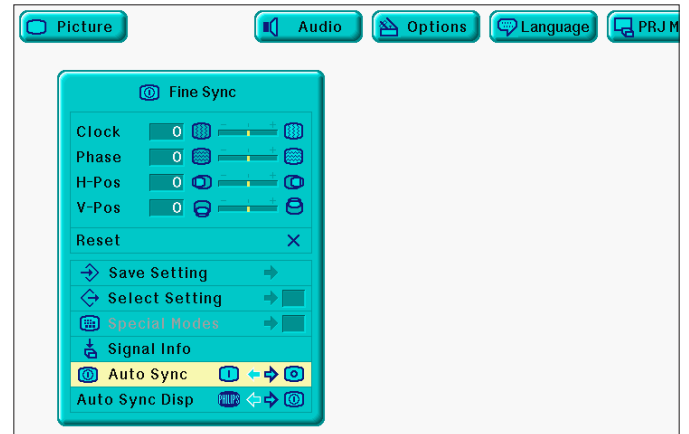 Picture
Audio
Options
Language
PRJ M
Fine Sync
Clock 0 - +
Phase 0 - +
H-Pos 0 - +
V-Pos 0 - +
Reset
Save Setting
Select Setting
Special Modes
Signal Info
Auto Sync
Auto Sync Disp PHILIPS